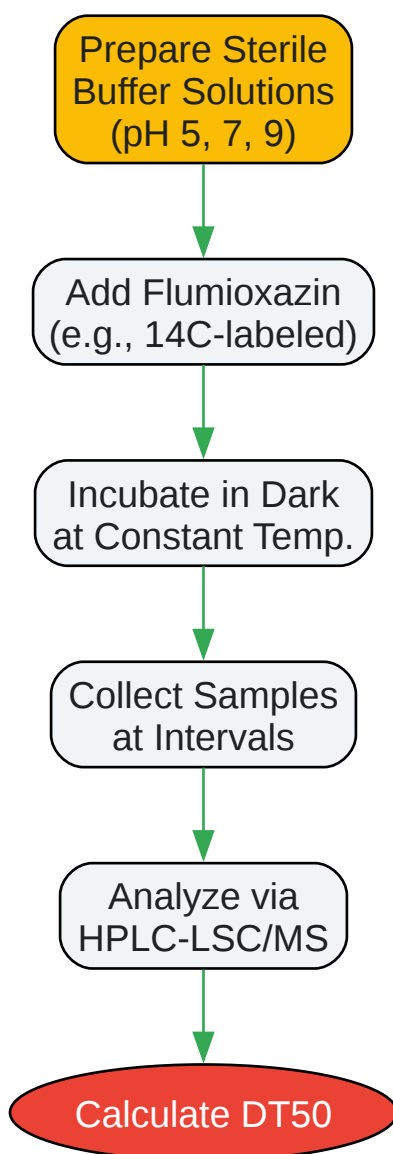 Prepare Sterile
Buffer Solutions
(pH 5, 7, 9)
Add Flumioxazin
(e.g., 14C-labeled)
Incubate in Dark
at Constant Temp.
Collect Samples
at Intervals
Analyze via
HPLC-LSC/MS
Calculate DT50